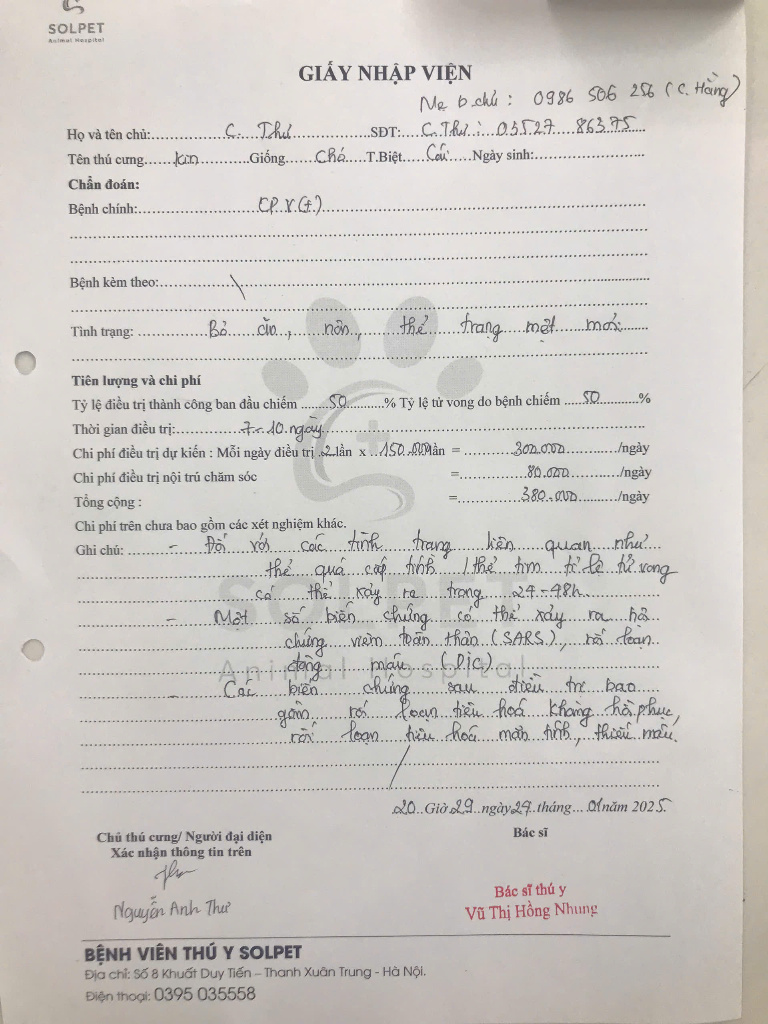 SOLPET
Animal Hospital
GIẤY NHẬP VIỆN
Mẹ b.chủ : 0986 506 256 ( C. Hằng)
Họ và tên chủ:.........C. Thư..................SĐT: C.Thư : 03527 86375
Tên thú cưng......Kin.........Giống.....Chó....T.Biệt....Cái.....Ngày sinh:........................
Chẩn đoán:
Bệnh chính:........................CPV(+)........................
Bệnh kèm theo:................\
Tình trạng: ............Bỏ ăn, nôn, thể trạng mệt mỏi
Tiên lượng và chi phí
Tỷ lệ điều trị thành công ban đầu chiếm .......50..........% Tỷ lệ tử vong do bệnh chiếm .....50..........%
Thời gian điều trị:................7-10 ngày
Chi phí điều trị dự kiến : Mỗi ngày điều trị .2 lần x ..150.000lần = ..............300.000............../ngày
Chi phí điều trị nội trú chăm sóc =..................80.000............./ngày
Tổng cộng : =................380.000............/ngày
Chi phí trên chưa bao gồm các xét nghiệm khác.
Ghi chú: - Đối với các tình trạng liên quan như
thể quá cấp tính / thể tim tỉ lệ tử vong
có thể xảy ra trong 24-48h.
- Một số biến chứng có thể xảy ra hội
chứng viêm toàn thân (SARS), rối loạn
đông máu (DIC)
- Các biến chứng sau điều trị bao
gồm rối loạn tiêu hoá không hồi phục,
rối loạn tiêu hoá mạn tính, thiếu máu.
SOLPET
Animal Hospital
20 Giờ 29 ngày 24 tháng 01 năm 2025
Chủ thú cưng/ Người đại diện
Xác nhận thông tin trên
Bác sĩ
Nguyễn Anh Thư
Bác sĩ thú y
Vũ Thị Hồng Nhung
BỆNH VIÊN THÚ Y SOLPET
Địa chỉ: Số 8 Khuất Duy Tiến – Thanh Xuân Trung - Hà Nội.
Điện thoại: 0395 035558